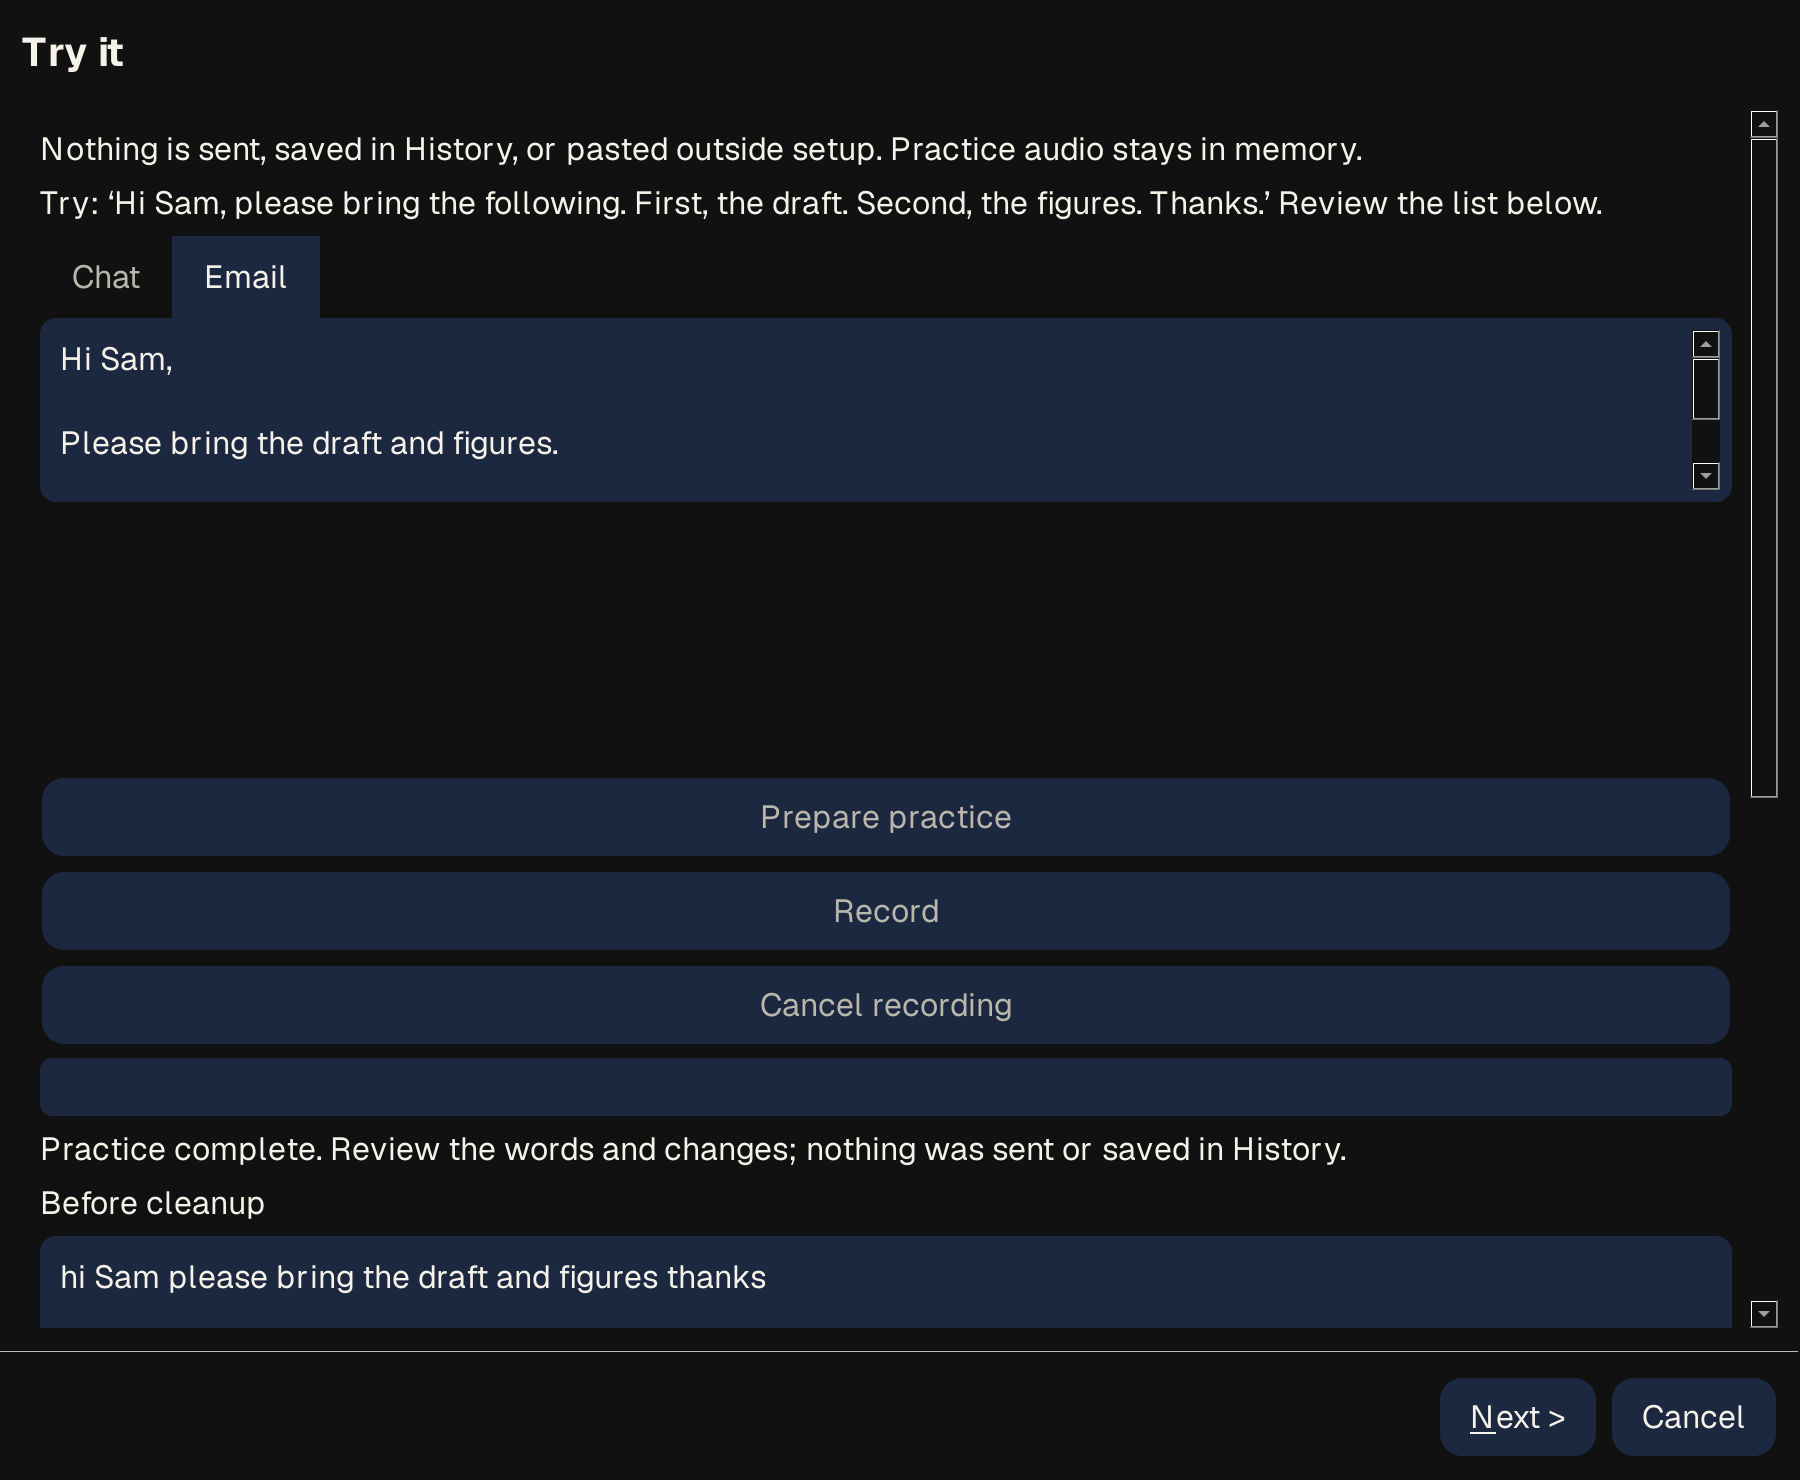 Try it
Nothing is sent, saved in History, or pasted outside setup. Practice audio stays in memory.
Try: ‘Hi Sam, please bring the following. First, the draft. Second, the figures. Thanks.’ Review the list below.
Chat
Email
Hi Sam,
Please bring the draft and figures.
Prepare practice
Record
Cancel recording
Practice complete. Review the words and changes; nothing was sent or saved in History.
Before cleanup
hi Sam please bring the draft and figures thanks
Next >
Cancel